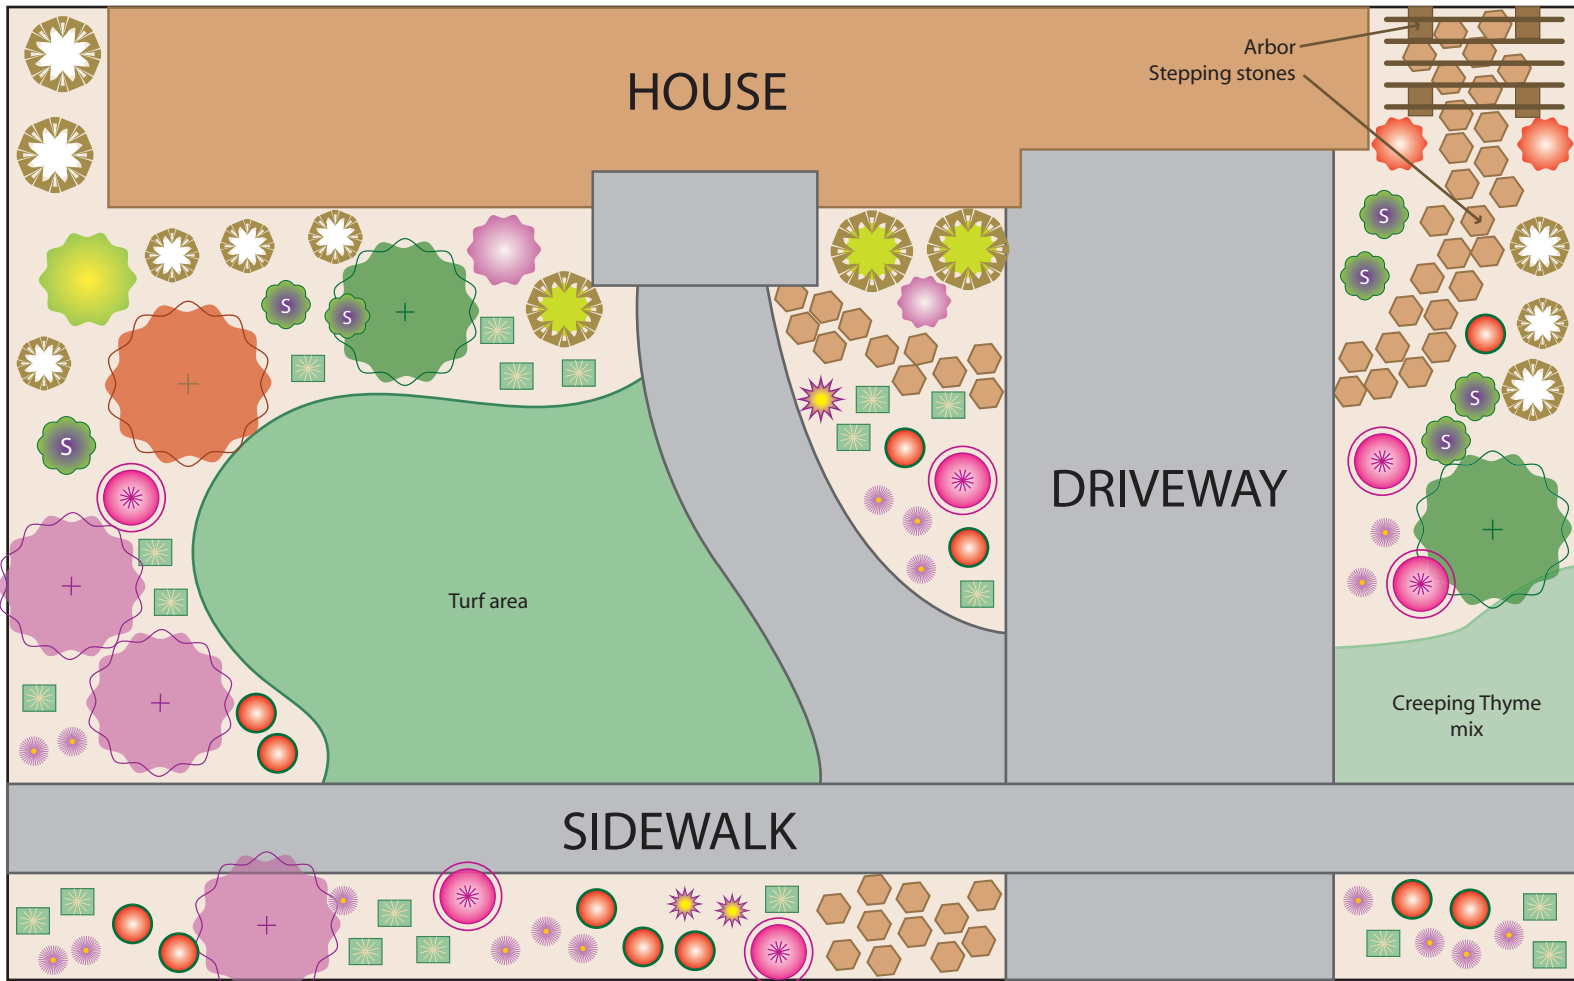 Arbor
Stepping stones
HOUSE
S
S
S
S
S
S
S
DRIVEWAY
Turf area
Creeping Thyme
mix
SIDEWALK